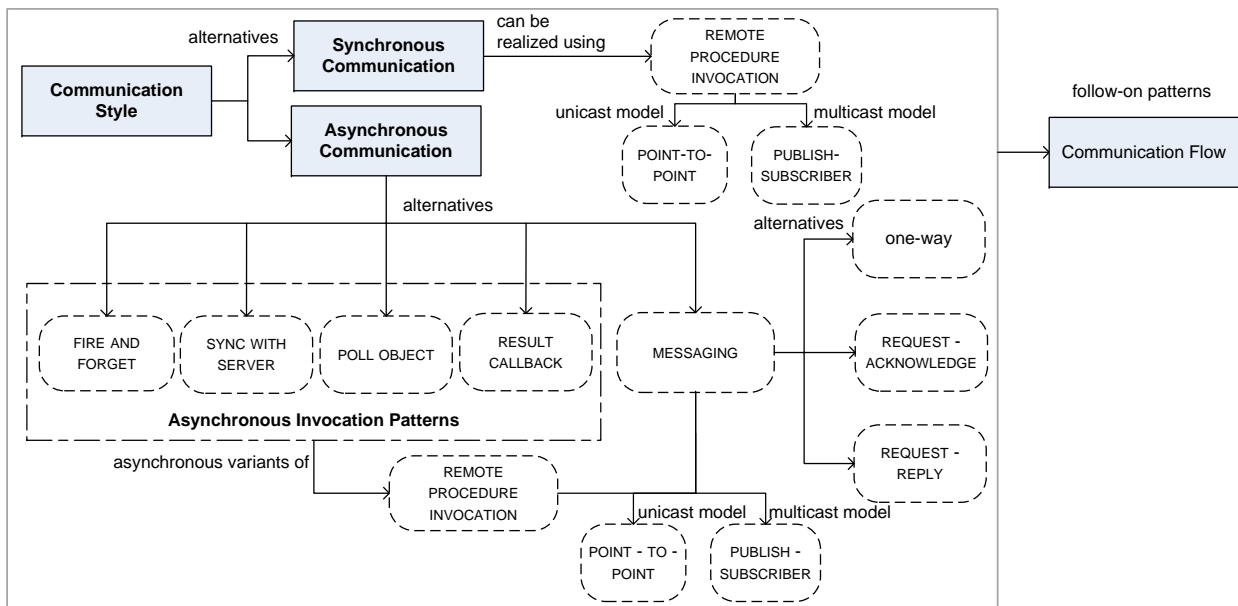 alternatives
Synchronous
Communication
can be
realized using
REMOTE
PROCEDURE
INVOCATION
Communication
Style
Asynchronous
Communication
unicast model
multicast model
POINT-TO-
POINT
PUBLISH-
SUBSCRIBER
follow-on patterns
Communication Flow
alternatives
alternatives
one-way
FIRE AND
FORGET
SYNC WITH
SERVER
POLL OBJECT
RESULT
CALLBACK
MESSAGING
REQUEST -
ACKNOWLEDGE
Asynchronous Invocation Patterns
REQUEST -
REPLY
asynchronous variants of
REMOTE
PROCEDURE
INVOCATION
unicast model
multicast model
POINT - TO -
POINT
PUBLISH -
SUBSCRIBER